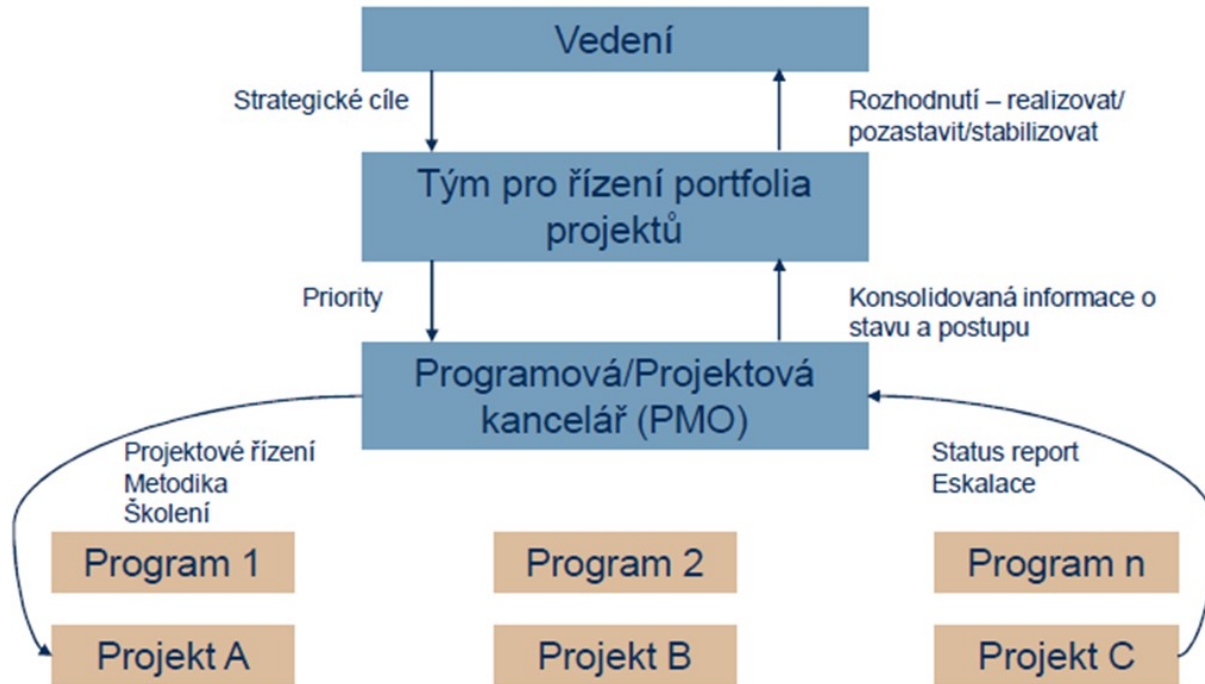 Vedení
Strategické cíle
Rozhodnutí – realizovat/
pozastavit/stabilizovat
Tým pro řízení portfolia
projektů
Priority
Konsolidovaná informace o
stavu a postupu
Programová/Projektová
kancelář (PMO)
Projektové řízení
Metodika
Školení
Status report
Eskalace
Program 1
Program 2
Program n
Projekt A
Projekt B
Projekt C